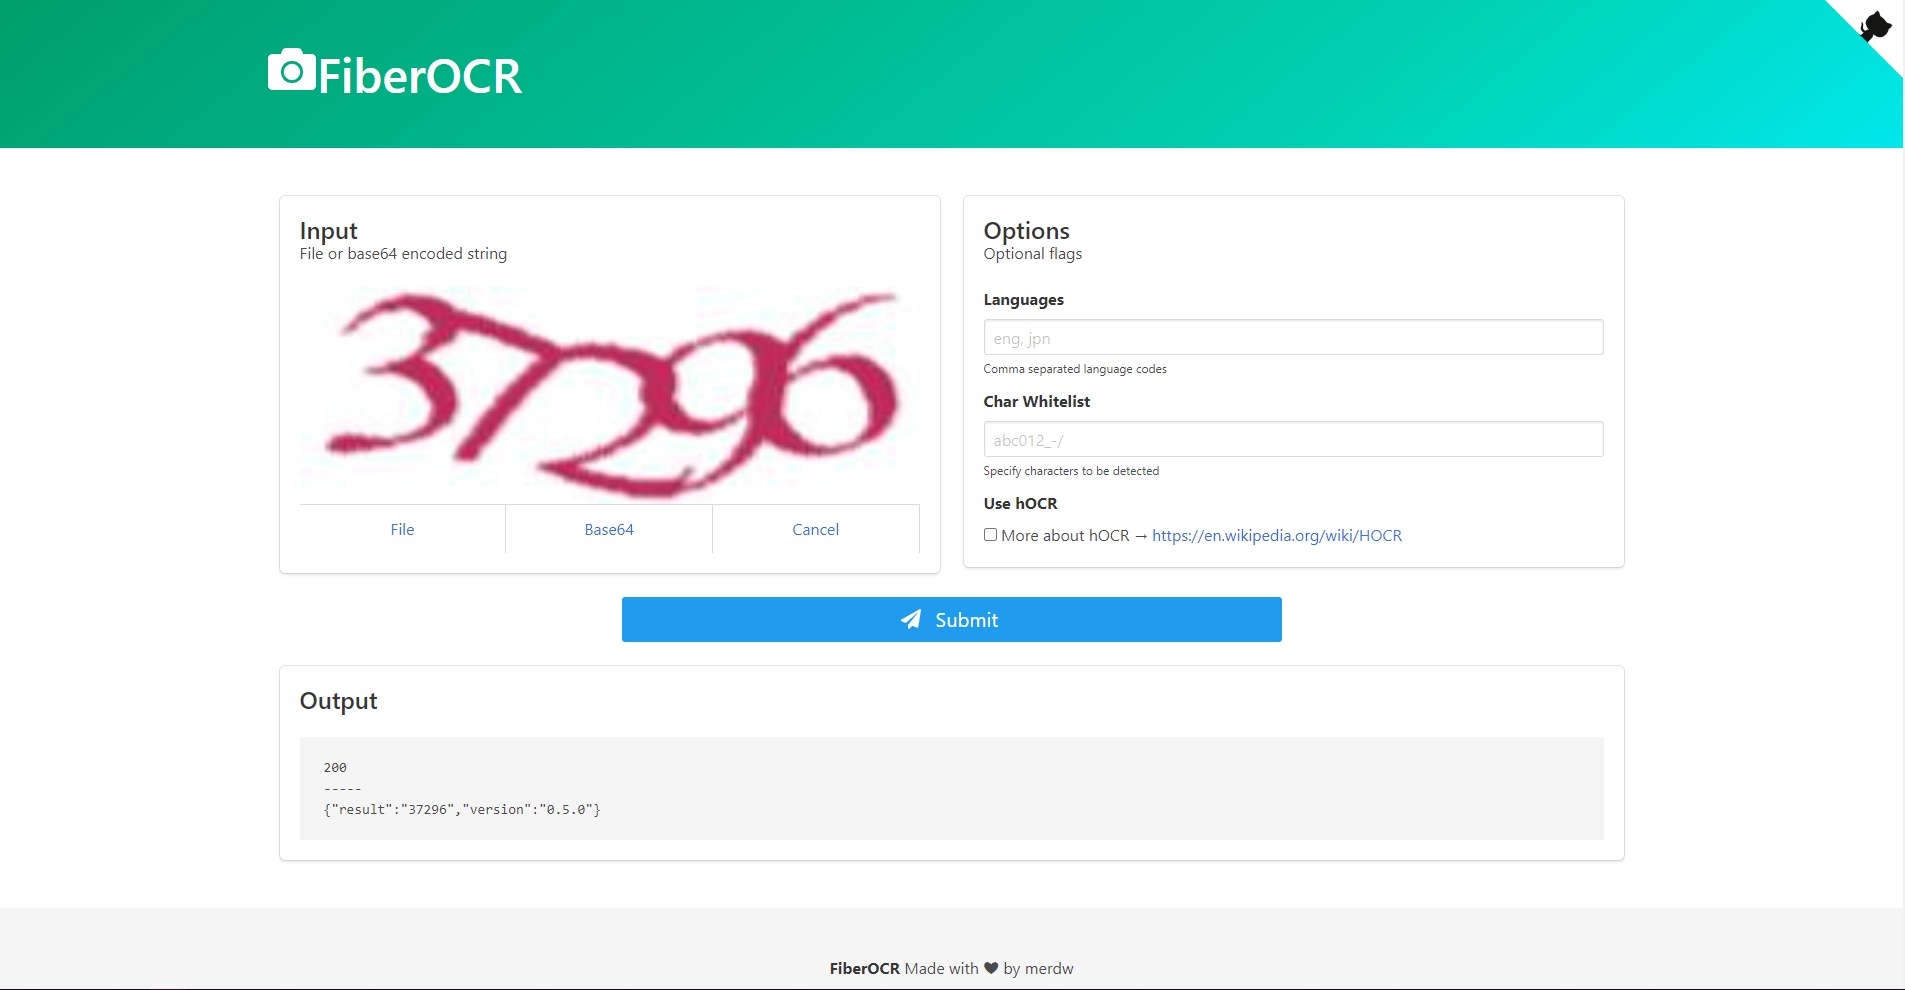 FiberOCR
Input
File or base64 encoded string
37296
File
Base64
Cancel
Options
Optional flags
Languages
eng, jpn
Comma separated language codes
Char Whitelist
abc012_-/
Specify characters to be detected
Use hOCR
More about hOCR → https://en.wikipedia.org/wiki/HOCR
Submit
Output
200
-----
{"result":"37296","version":"0.5.0"}
FiberOCR Made with ♥ by merdw